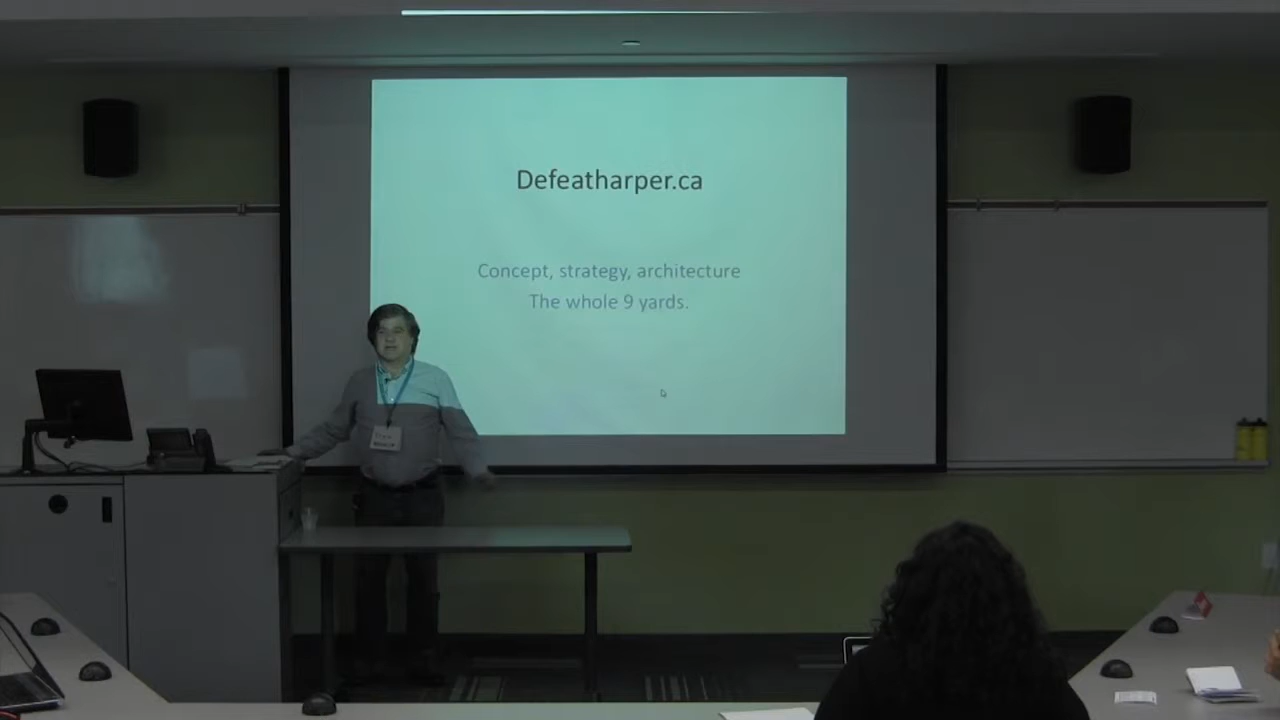 Defeatharper.ca
Concept, strategy, architecture
The whole 9 yards.